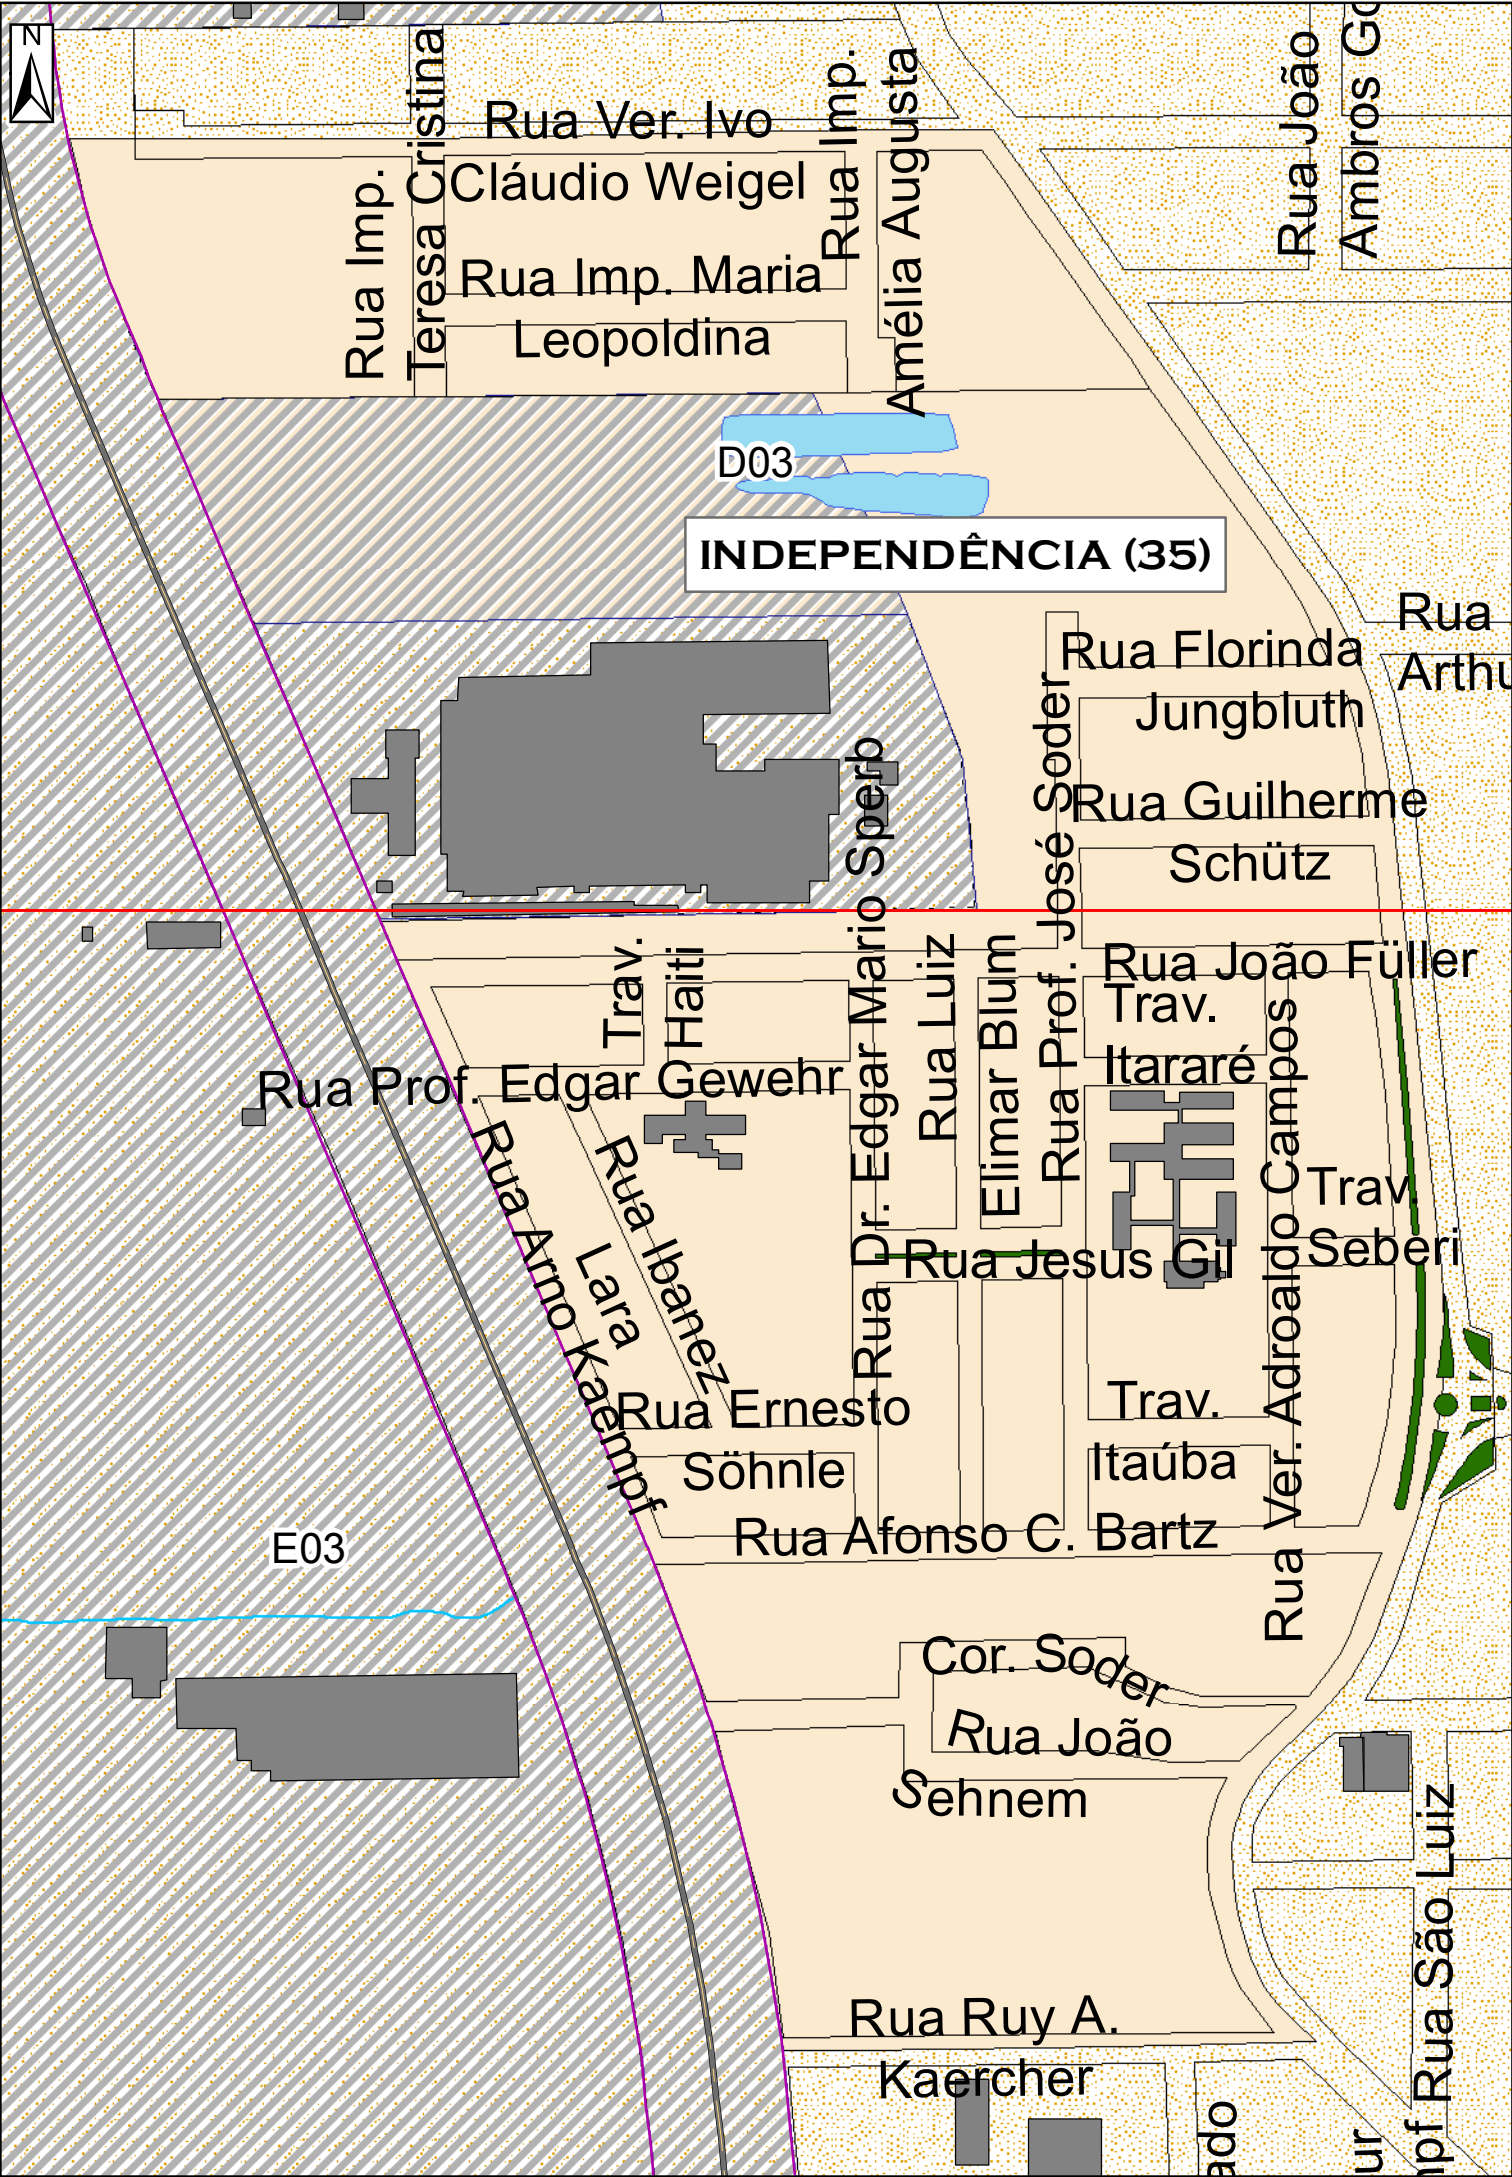 N
Rua Imp.
Teresa Cristina
Rua Ver. Ivo
Cláudio Weigel
Rua Imp.
Amélia Augusta
Rua João
Ambros Go
Rua Imp. Maria
Leopoldina
D03
INDEPENDÊNCIA (35)
Rua
Arthu
Rua Florinda
Jungbluth
Rua Guilherme
Schütz
Rua Prof. José Soder
Rua Dr. Edgar Mario Sperb
Rua João Füller
Trav.
Haiti
Rua Luiz
Elimar Blum
Trav.
Itararé
Rua Prof. Edgar Gewehr
Rua Ver. Adroaldo Campos
Trav.
Seberi
Rua Arno Kaempf
Rua Ibanez
Lara
Rua Jesus Gil
Rua Ernesto
Söhnle
Trav.
Itaúba
Rua Afonso C. Bartz
E03
Cor. Soder
Rua João
Sehnem
Rua São Luiz
Rua Ruy A.
Kaercher
ado
ur
mpf